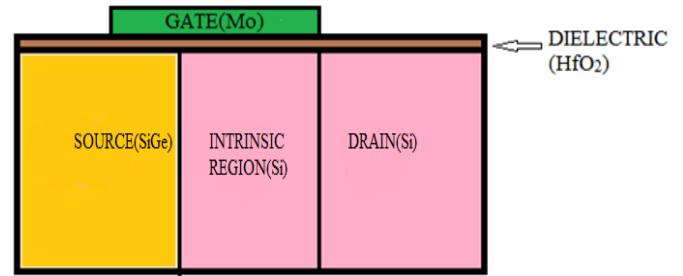 GATE(Mo)
DIELECTRIC
(HfO₂)
SOURCE(SiGe)
INTRINSIC
REGION(Si)
DRAIN(Si)